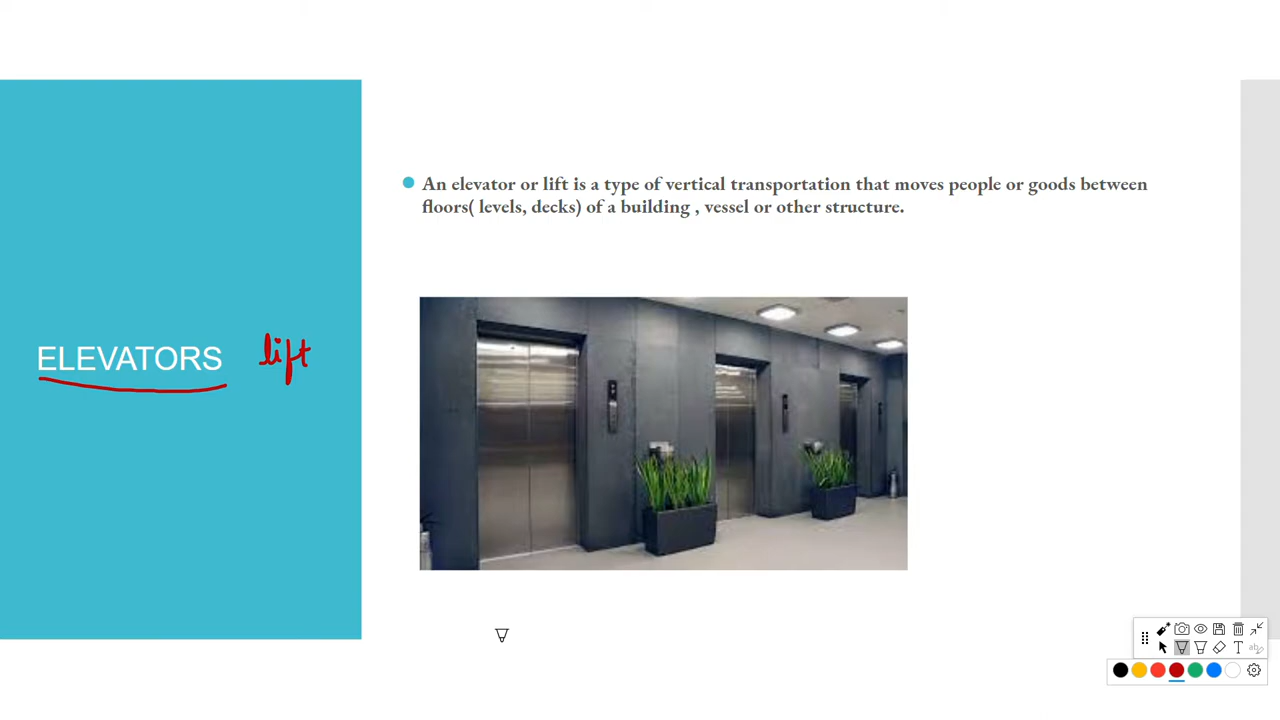 ELEVATORS lift
An elevator or lift is a type of vertical transportation that moves people or goods between
floors( levels, decks) of a building , vessel or other structure.
T
ab